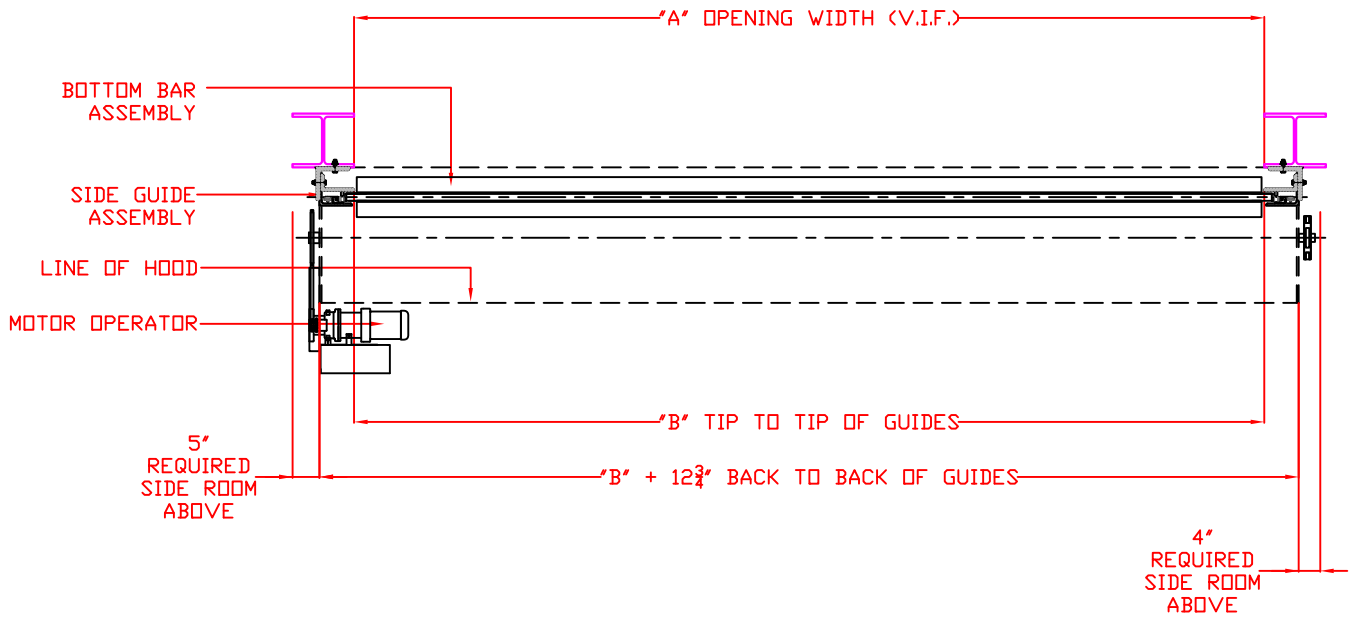 "A" OPENING WIDTH (V.I.F.)
BOTTOM BAR
ASSEMBLY
SIDE GUIDE
ASSEMBLY
LINE OF HOOD
MOTOR OPERATOR
"B" TIP TO TIP OF GUIDES
5"
REQUIRED
SIDE ROOM
ABOVE
"B" + 12¾" BACK TO BACK OF GUIDES
4"
REQUIRED
SIDE ROOM
ABOVE